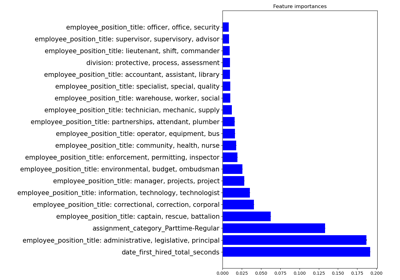 Feature importances
employee_position_title: officer, office, security
employee_position_title: supervisor, supervisory, advisor
employee_position_title: lieutenant, shift, commander
division: protective, process, assessment
employee_position_title: accountant, assistant, library
employee_position_title: specialist, special, quality
employee_position_title: warehouse, worker, social
employee_position_title: technician, mechanic, supply
employee_position_title: partnerships, attendant, plumber
employee_position_title: operator, equipment, bus
employee_position_title: community, health, nurse
employee_position_title: enforcement, permitting, inspector
employee_position_title: environmental, budget, ombudsman
employee_position_title: manager, projects, project
employee_position_title: information, technology, technologist
employee_position_title: correctional, correction, corporal
employee_position_title: captain, rescue, battalion
assignment_category_Parttime-Regular
employee_position_title: administrative, legislative, principal
date_first_hired_total_seconds
0.000 0.025 0.050 0.075 0.100 0.125 0.150 0.175 0.200